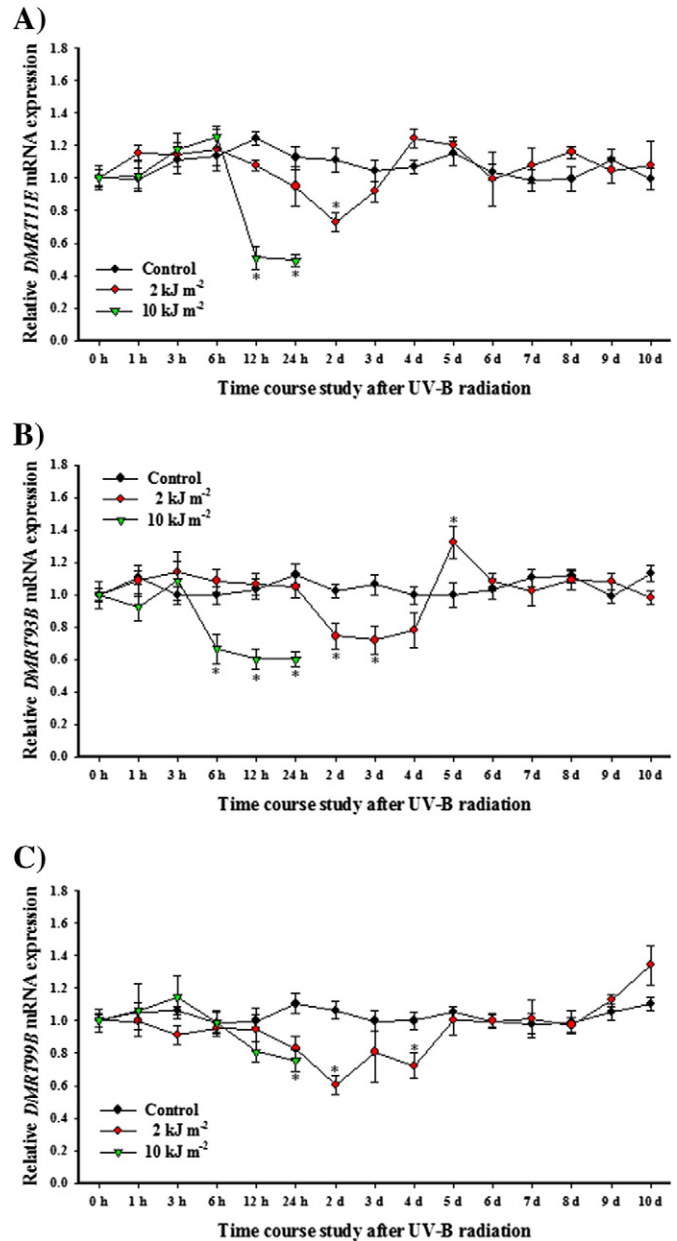 A)
Relative DMRT11E mRNA expression
1.8
1.6
1.4
1.2
1.0
0.8
0.6
0.4
0.2
0.0
*
* *
Control
2 kJ m⁻²
10 kJ m⁻²
0 h 1 h 3 h 6 h 12 h 24 h 2 d 3 d 4 d 5 d 6 d 7 d 8 d 9 d 10 d
Time course study after UV-B radiation
B)
Relative DMRT93B mRNA expression
1.8
1.6
1.4
1.2
1.0
0.8
0.6
0.4
0.2
0.0
Control
2 kJ m⁻²
10 kJ m⁻²
*
* * * * *
0 h 1 h 3 h 6 h 12 h 24 h 2 d 3 d 4 d 5 d 6 d 7 d 8 d 9 d 10 d
Time course study after UV-B radiation
C)
Relative DMRT99B mRNA expression
1.8
1.6
1.4
1.2
1.0
0.8
0.6
0.4
0.2
0.0
* * *
Control
2 kJ m⁻²
10 kJ m⁻²
0 h 1 h 3 h 6 h 12 h 24 h 2 d 3 d 4 d 5 d 6 d 7 d 8 d 9 d 10 d
Time course study after UV-B radiation